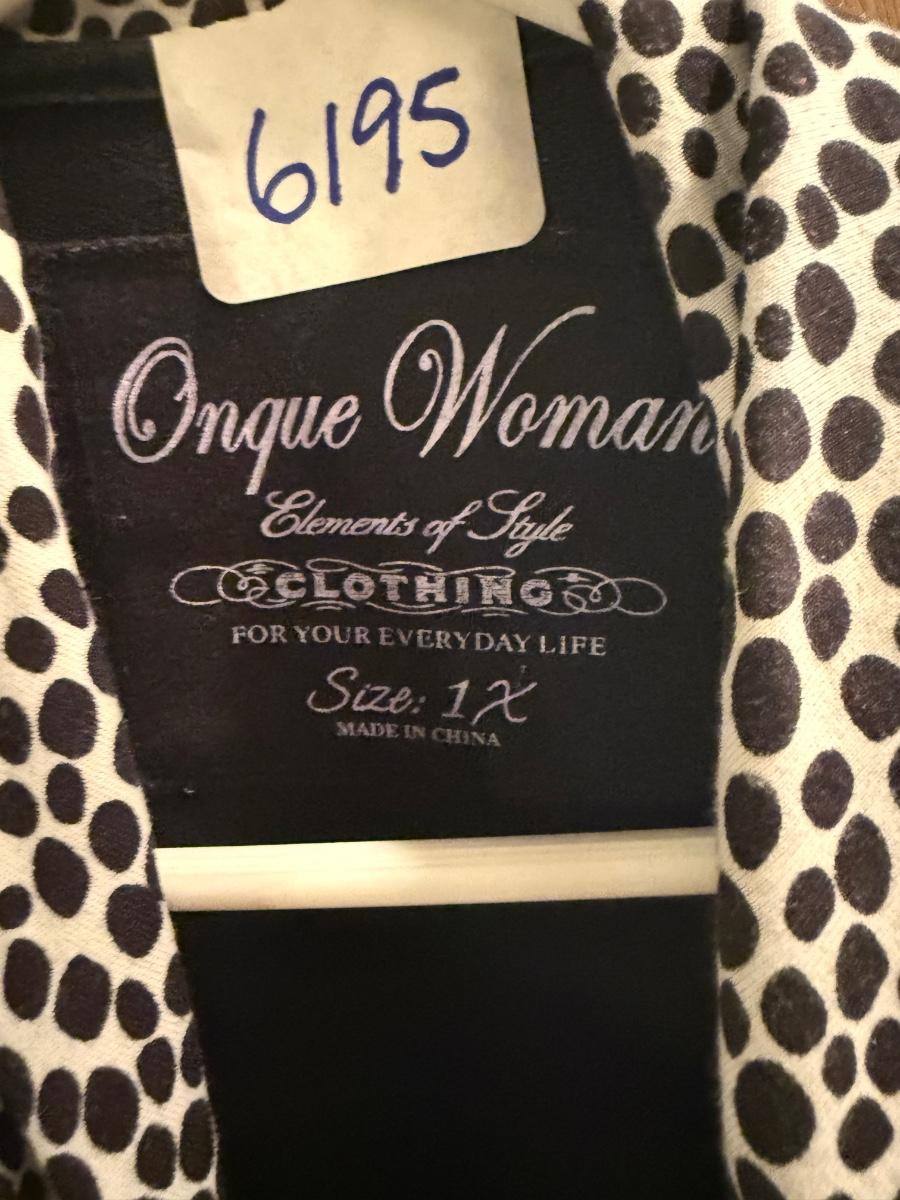 6195
Onque Woman
Elements of Style
CLOTHING
FOR YOUR EVERYDAY LIFE
Size: 1X
MADE IN CHINA